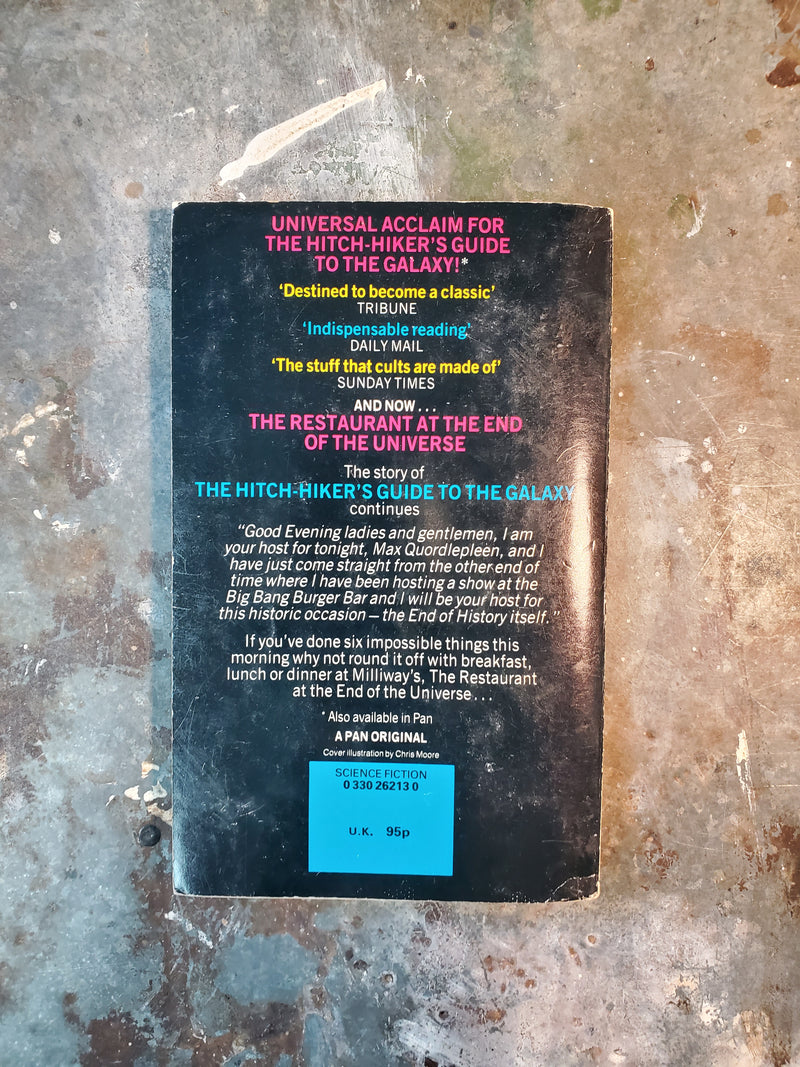 UNIVERSAL ACCLAIM FOR
THE HITCH-HIKER'S GUIDE
TO THE GALAXY!*
'Destined to become a classic'
TRIBUNE
'Indispensable reading'
DAILY MAIL
'The stuff that cults are made of'
SUNDAY TIMES
AND NOW...
THE RESTAURANT AT THE END
OF THE UNIVERSE
The story of
THE HITCH-HIKER'S GUIDE TO THE GALAXY
continues
"Good Evening ladies and gentlemen, I am
your host for tonight, Max Quordlepleen, and I
have just come straight from the other end of
time where I have been hosting a show at the
Big Bang Burger Bar and I will be your host for
this historic occasion – the End of History itself."
If you've done six impossible things this
morning why not round it off with breakfast,
lunch or dinner at Milliway's, The Restaurant
at the End of the Universe...
* Also available in Pan
A PAN ORIGINAL
Cover illustration by Chris Moore
SCIENCE FICTION
0 330 26213 0
U.K. 95p